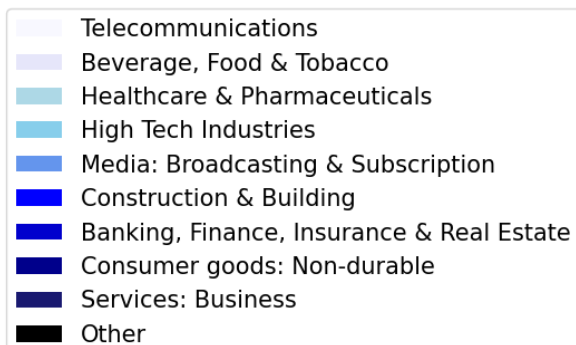 Telecommunications
Beverage, Food & Tobacco
Healthcare & Pharmaceuticals
High Tech Industries
Media: Broadcasting & Subscription
Construction & Building
Banking, Finance, Insurance & Real Estate
Consumer goods: Non-durable
Services: Business
Other